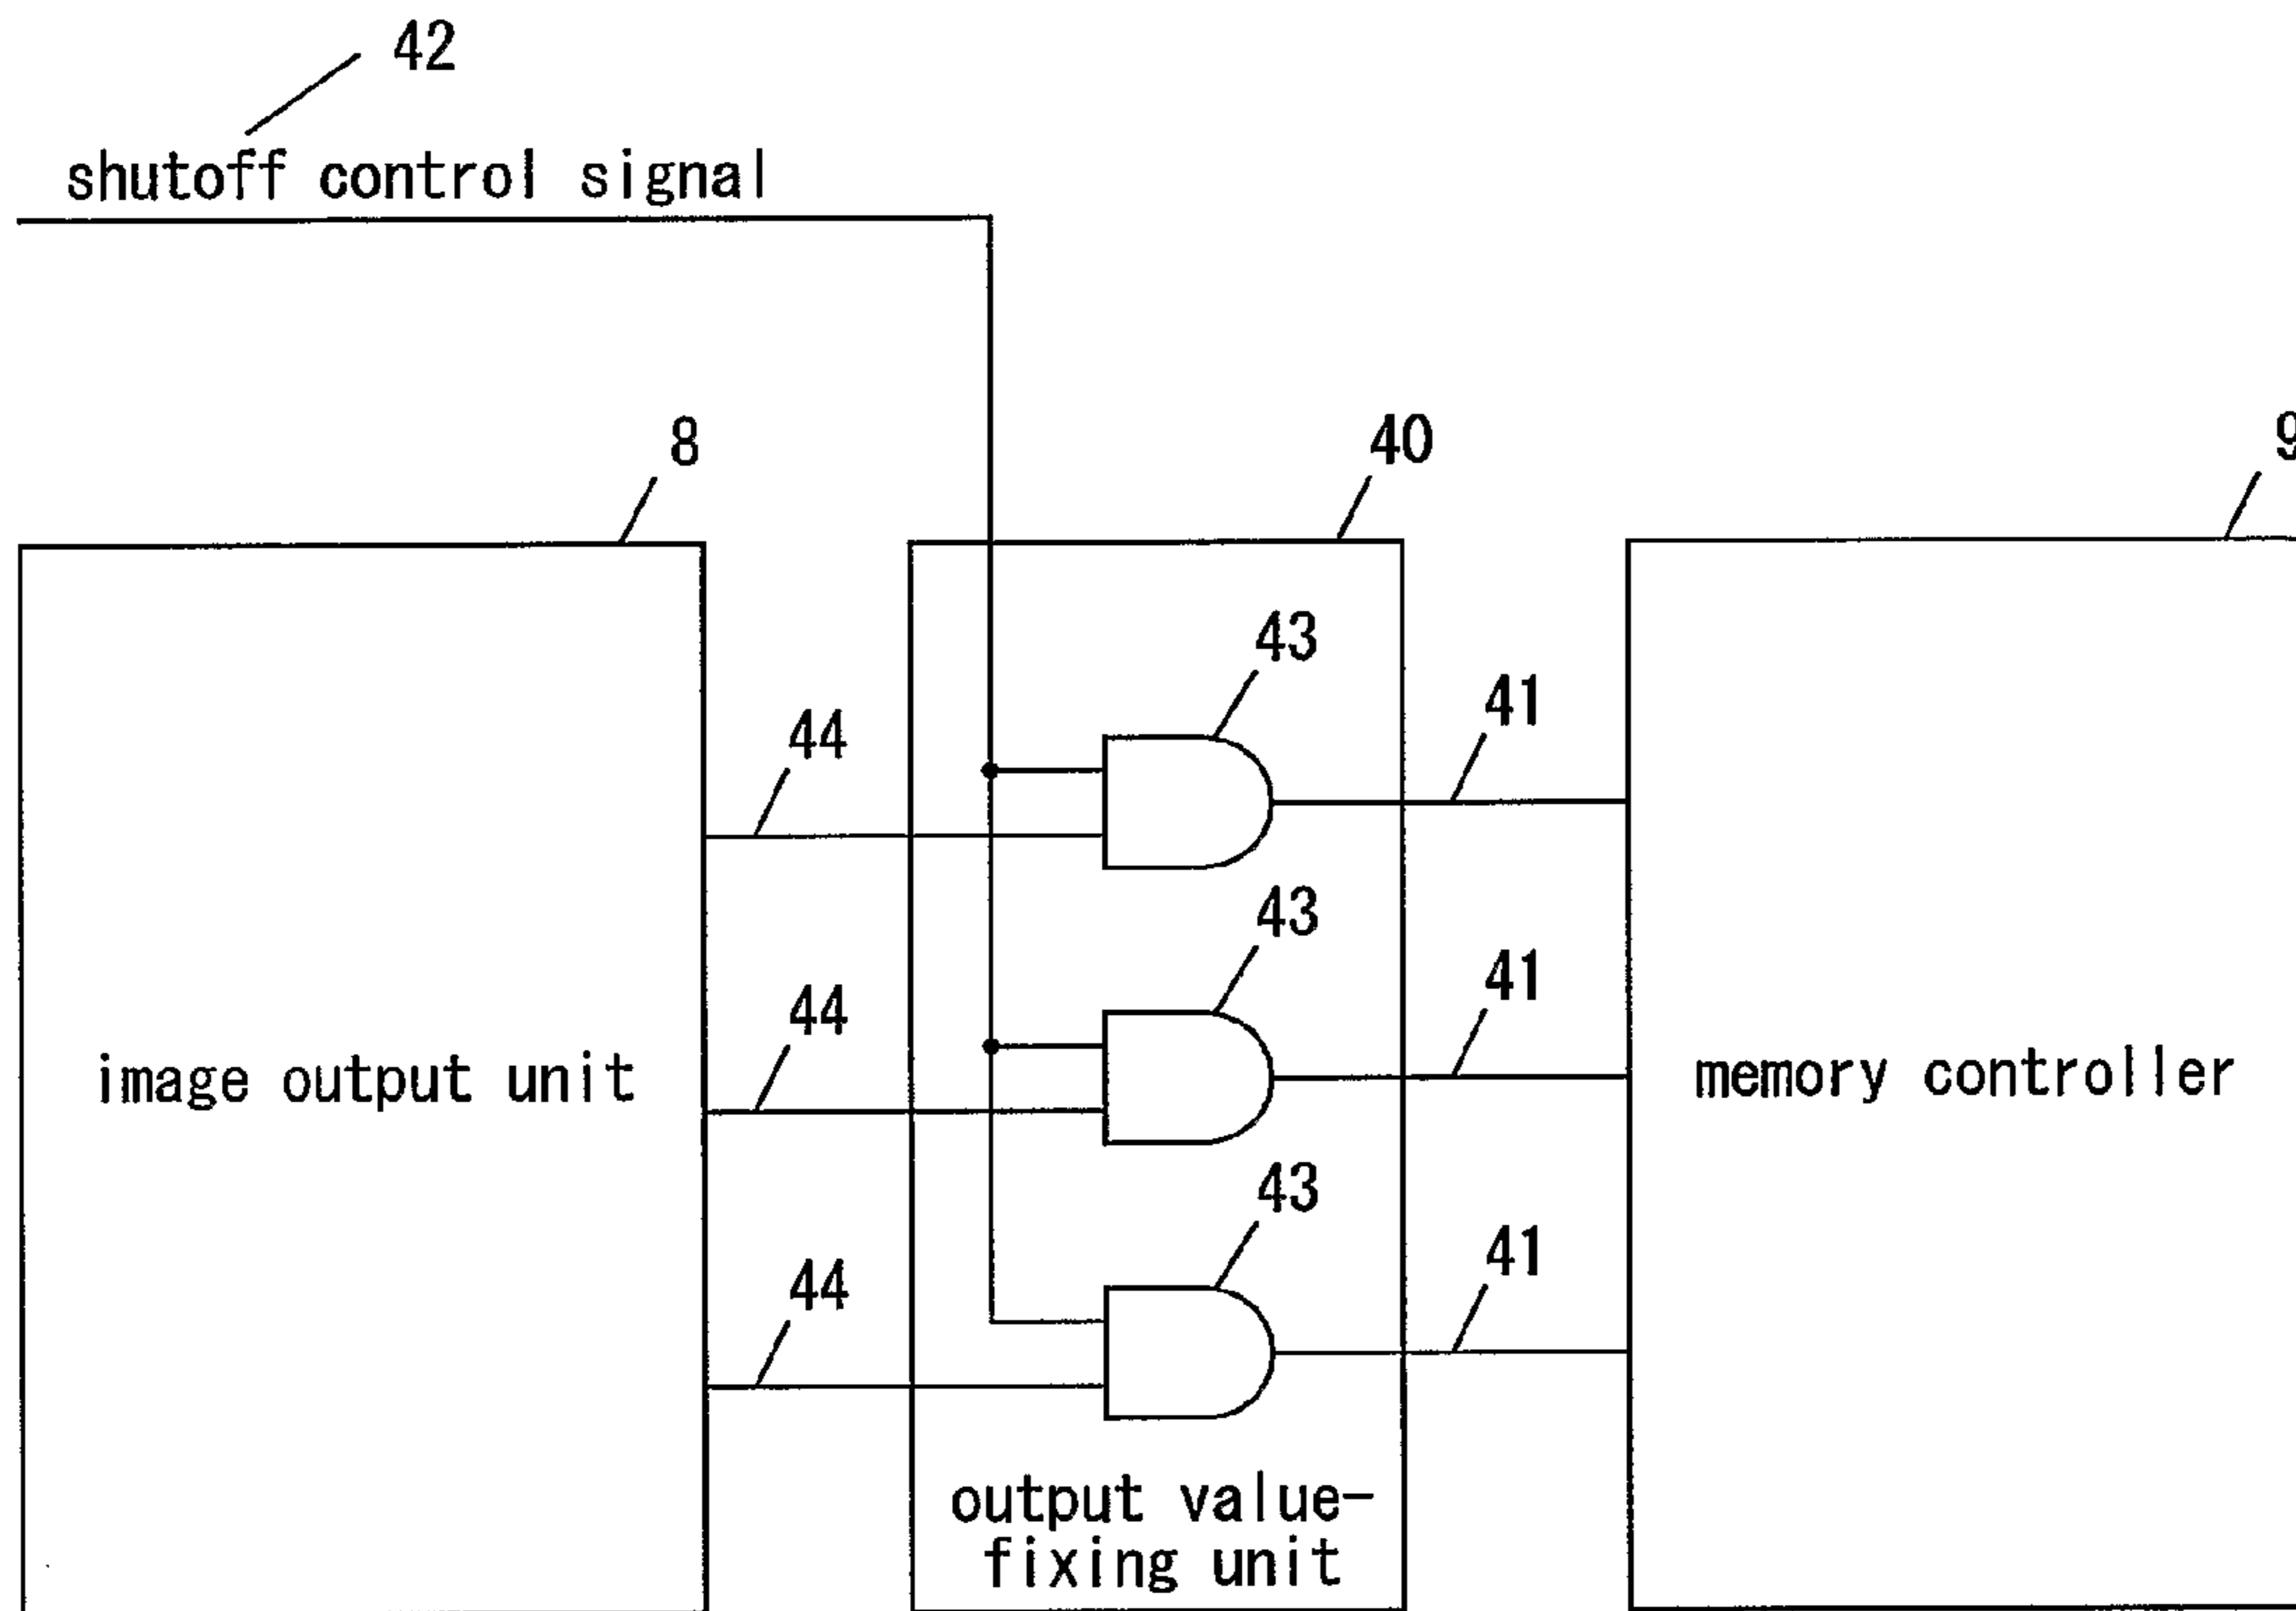 42
shutoff control signal
8
40
9
43
41
44
43
41
44
image output unit
memory controller
43
41
44
output value-
fixing unit